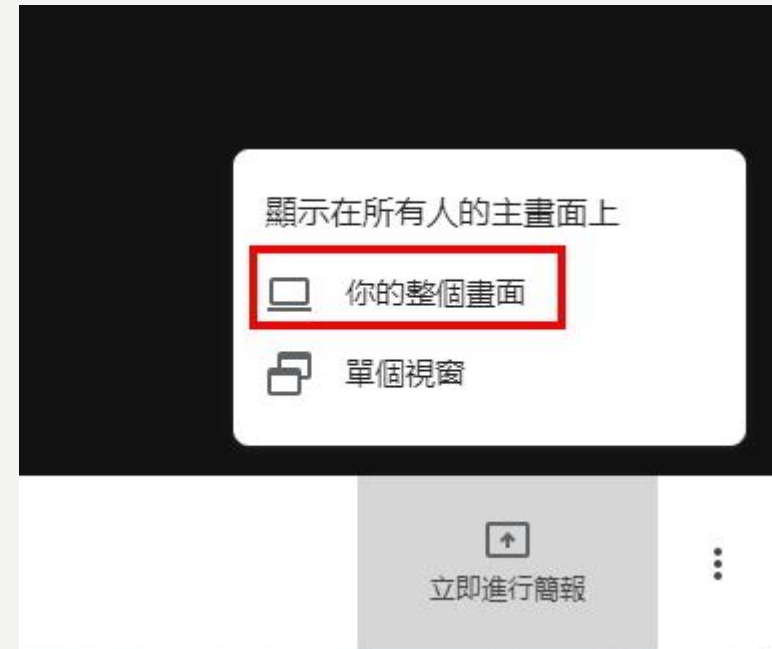 顯示在所有人的主畫面上
你的整個畫面
單個視窗
立即進行簡報